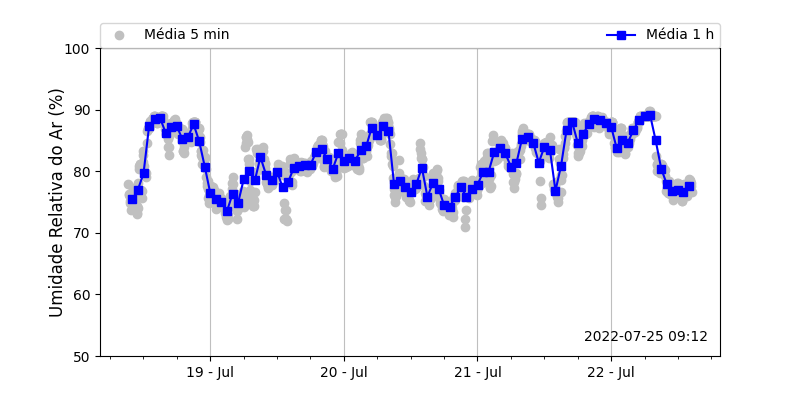 Média 5 min
Média 1 h
100
90
80
70
60
50
Umidade Relativa do Ar (%)
2022-07-25 09:12
19 - Jul
20 - Jul
21 - Jul
22 - Jul